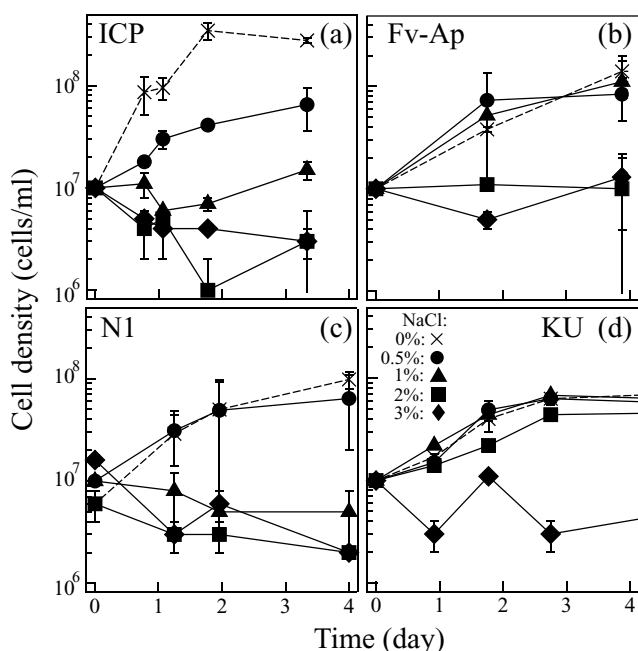 ICP (a)
Fv-Ap (b)
10^8
10^7
10^6
N1 (c)
KU (d)
NaCl:
0%:
0.5%:
1%:
2%:
3%:
10^8
10^7
10^6
0 1 2 3 4
0 1 2 3 4
Cell density (cells/ml)
Time (day)